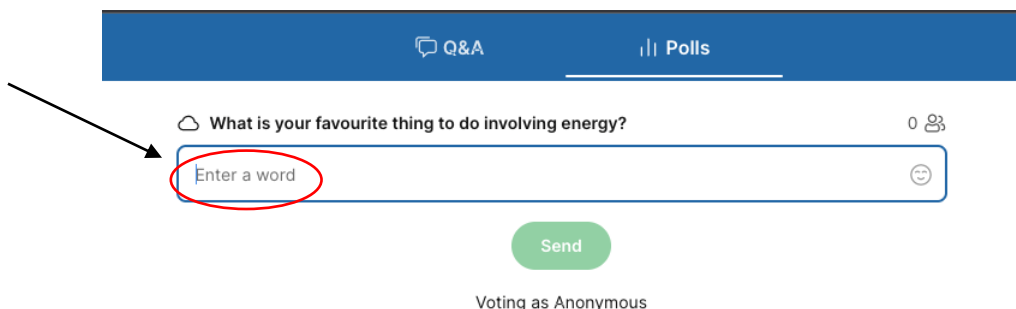 Q&A Polls
What is your favourite thing to do involving energy? 0
Enter a word
Send
Voting as Anonymous